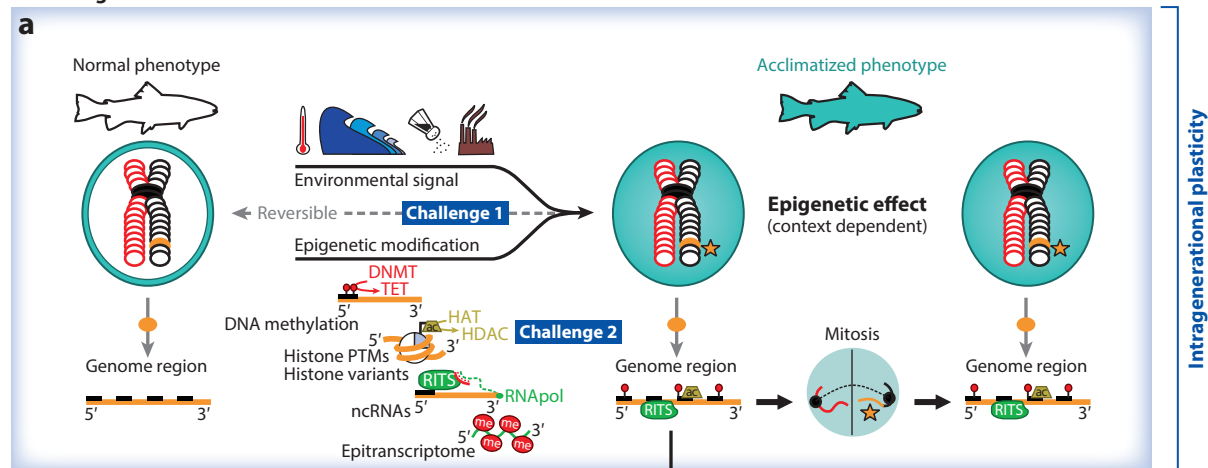 a
Normal phenotype
Acclimatized phenotype
Environmental signal
Reversible
Challenge 1
Epigenetic modification
Epigenetic effect
(context dependent)
DNMT
TET
5′ 3′
DNA methylation
ac
HAT
HDAC
5′ 3′
Challenge 2
Histone PTMs
Histone variants
RITS
RNApol
5′ 3′
ncRNAs
me me me me
5′ 3′
Epitranscriptome
Genome region
5′ 3′
Genome region
ac
RITS
5′ 3′
Mitosis
Genome region
ac
RITS
5′ 3′
Intragenerational plasticity